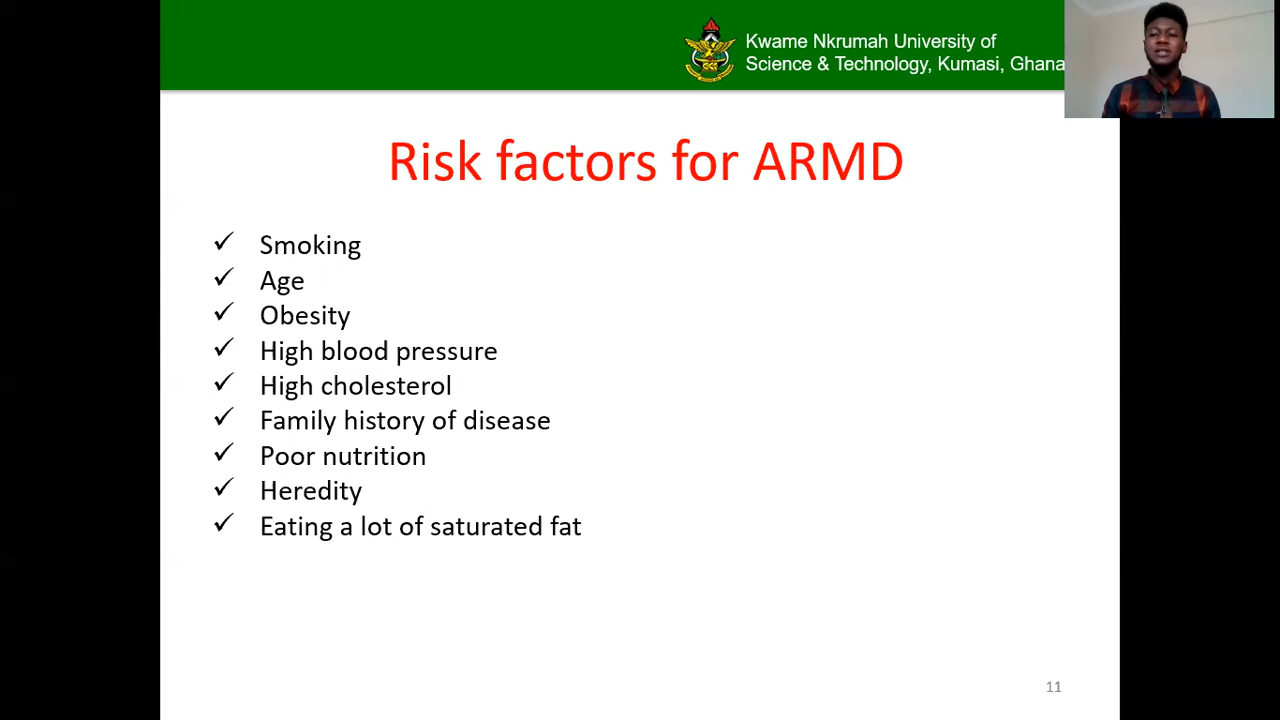 Kwame Nkrumah University of
Science & Technology, Kumasi, Ghana
Risk factors for ARMD
✓ Smoking
✓ Age
✓ Obesity
✓ High blood pressure
✓ High cholesterol
✓ Family history of disease
✓ Poor nutrition
✓ Heredity
✓ Eating a lot of saturated fat
11